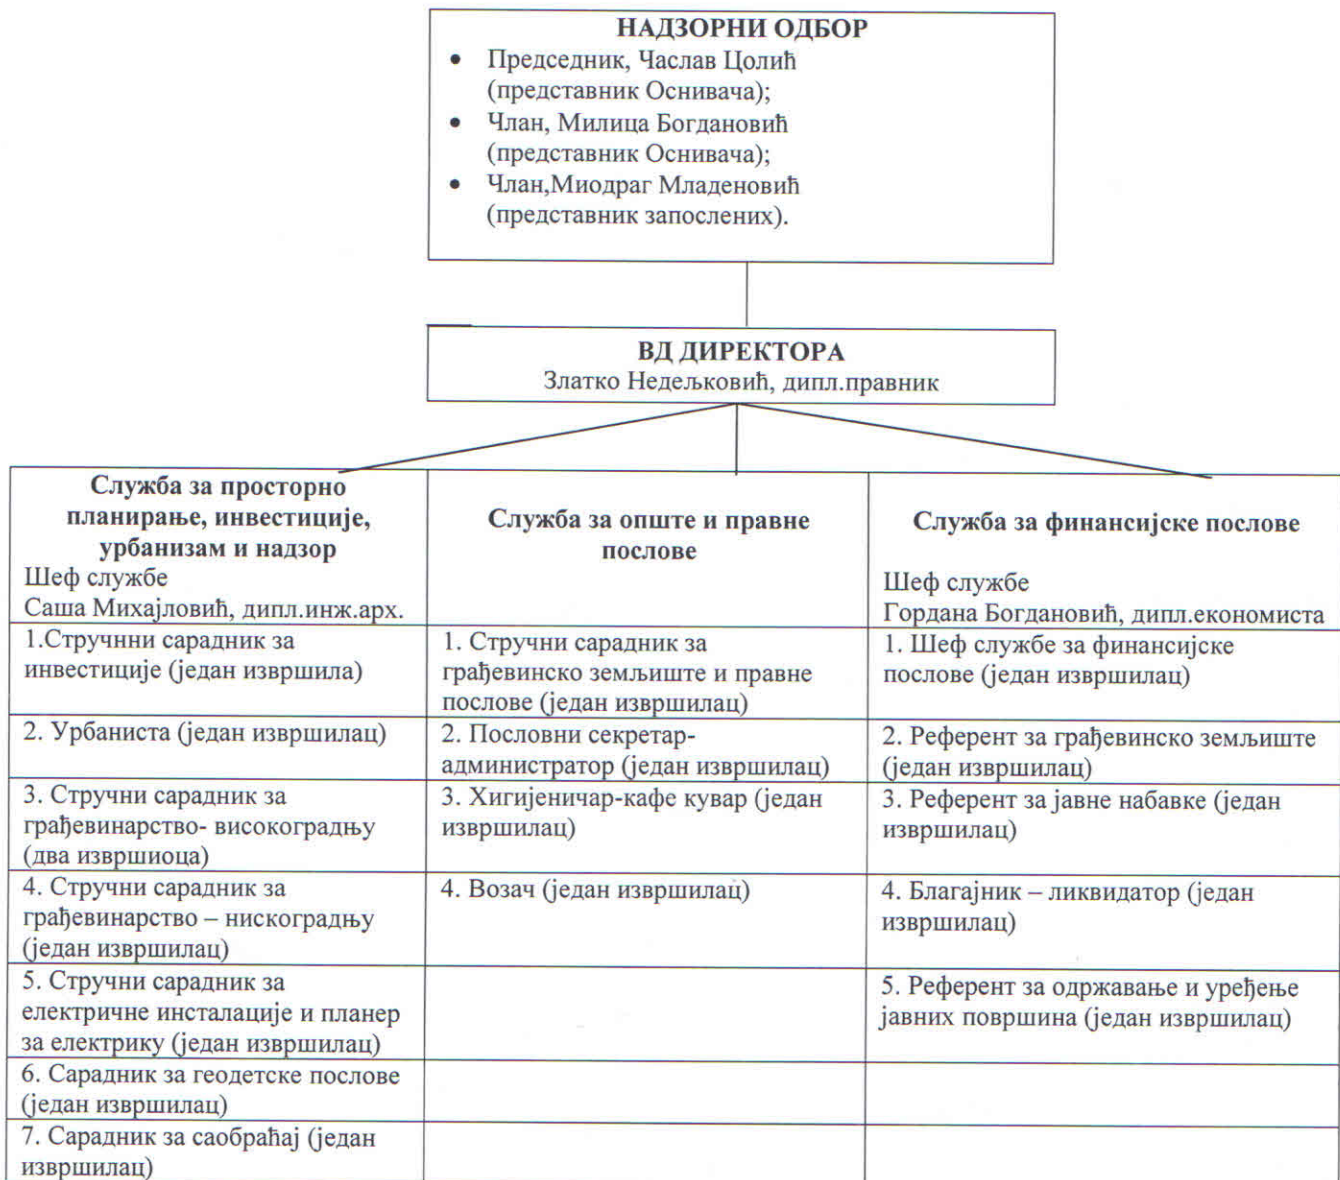 НАДЗОРНИ ОДБОР
• Председник, Часлав Цолић
(представник Оснивача);
• Члан, Милица Богдановић
(представник Оснивача);
• Члан,Миодраг Младеновић
(представник запослених).
ВД ДИРЕКТОРА
Златко Недељковић, дипл.правник
Служба за просторно
планирање, инвестиције,
урбанизам и надзор
Шеф службе
Саша Михајловић, дипл.инж.арх.
Служба за опште и правне
послове
Служба за финансијске послове
Шеф службе
Гордана Богдановић, дипл.економиста
1.Стручнни сарадник за
инвестиције (један извршила)
1. Стручни сарадник за
грађевинско земљиште и правне
послове (један извршилац)
1. Шеф службе за финансијске
послове (један извршилац)
2. Урбаниста (један извршилац)
2. Пословни секретар-
администратор (један извршилац)
2. Референт за грађевинско земљиште
(један извршилац)
3. Стручни сарадник за
грађевинарство- високоградњу
(два извршиоца)
3. Хигијеничар-кафе кувар (један
извршилац)
3. Референт за јавне набавке (један
извршилац)
4. Стручни сарадник за
грађевинарство – нискоградњу
(један извршилац)
4. Возач (један извршилац)
4. Благајник – ликвидатор (један
извршилац)
5. Стручни сарадник за
електричне инсталације и планер
за електрику (један извршилац)
5. Референт за одржавање и уређење
јавних површина (један извршилац)
6. Сарадник за геодетске послове
(један извршилац)
7. Сарадник за саобраћај (један
извршилац)